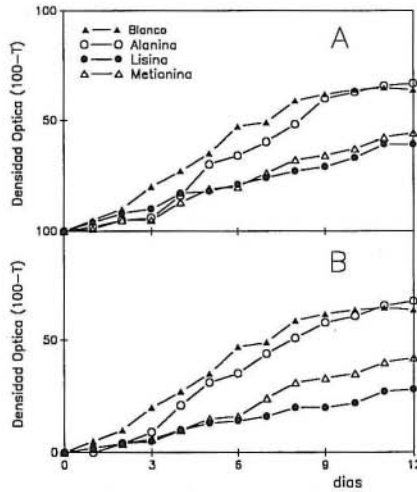 100
Blanco
Alanina
Lisina
Metianina
A
Densidad Optica (100-T)
50
100
B
Densidad Optica (100-T)
50
0
0 3 6 9 12
dias